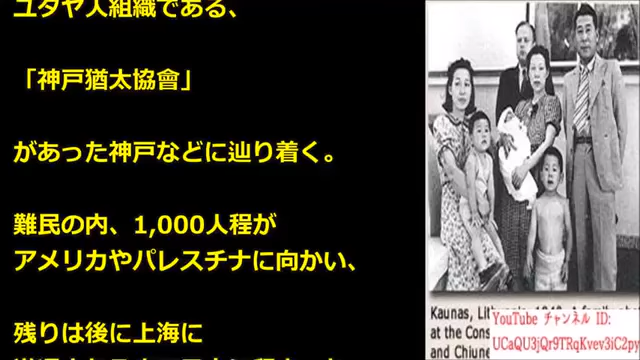 ユダヤ人組織である、
「神戸猶太協會」
があった神戸などに辿り着く。
難民の内、1,000人程が
アメリカやパレスチナに向かい、
残りは後に上海に
Kaunas,
at the Cons
and Chiun
YouTube チャンネル ID:
UCaQU3jQr9TRqKvev3iC2py